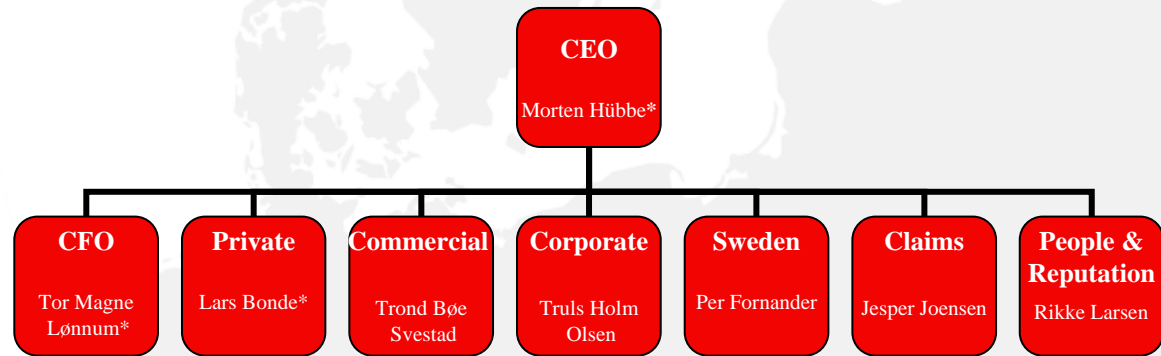 CEO
Morten Hübbe*
CFO
Tor Magne
Lønnum*
Private
Lars Bonde*
Commercial
Trond Bøe
Svestad
Corporate
Truls Holm
Olsen
Sweden
Per Fornander
Claims
Jesper Joensen
People &
Reputation
Rikke Larsen